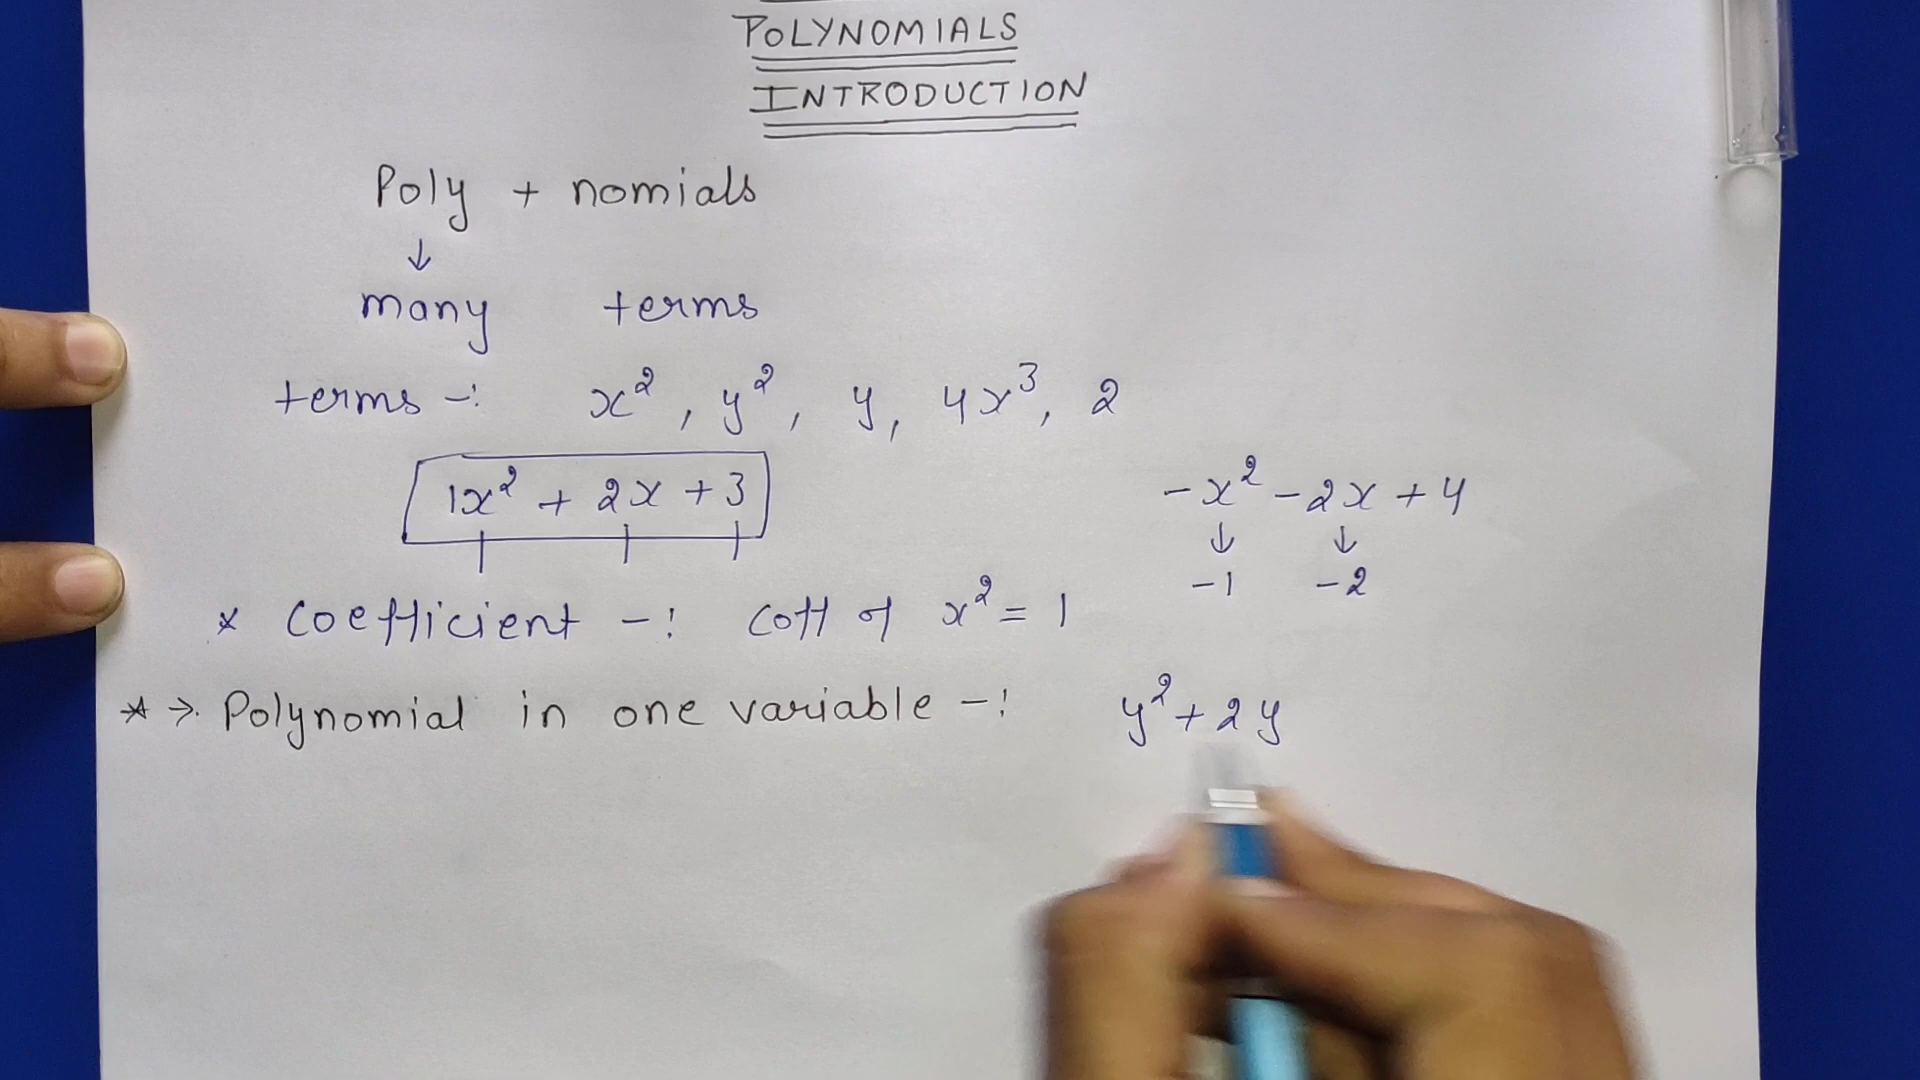 POLYNOMIALS
INTRODUCTION
Poly + nomials
↓
many terms
terms -: x², y², y, 4x³, 2
1x² + 2x + 3
-x² - 2x + 4
↓ ↓
-1 -2
* Coefficient -: Coff of x² = 1
* →. Polynomial in one variable -: y² + 2y